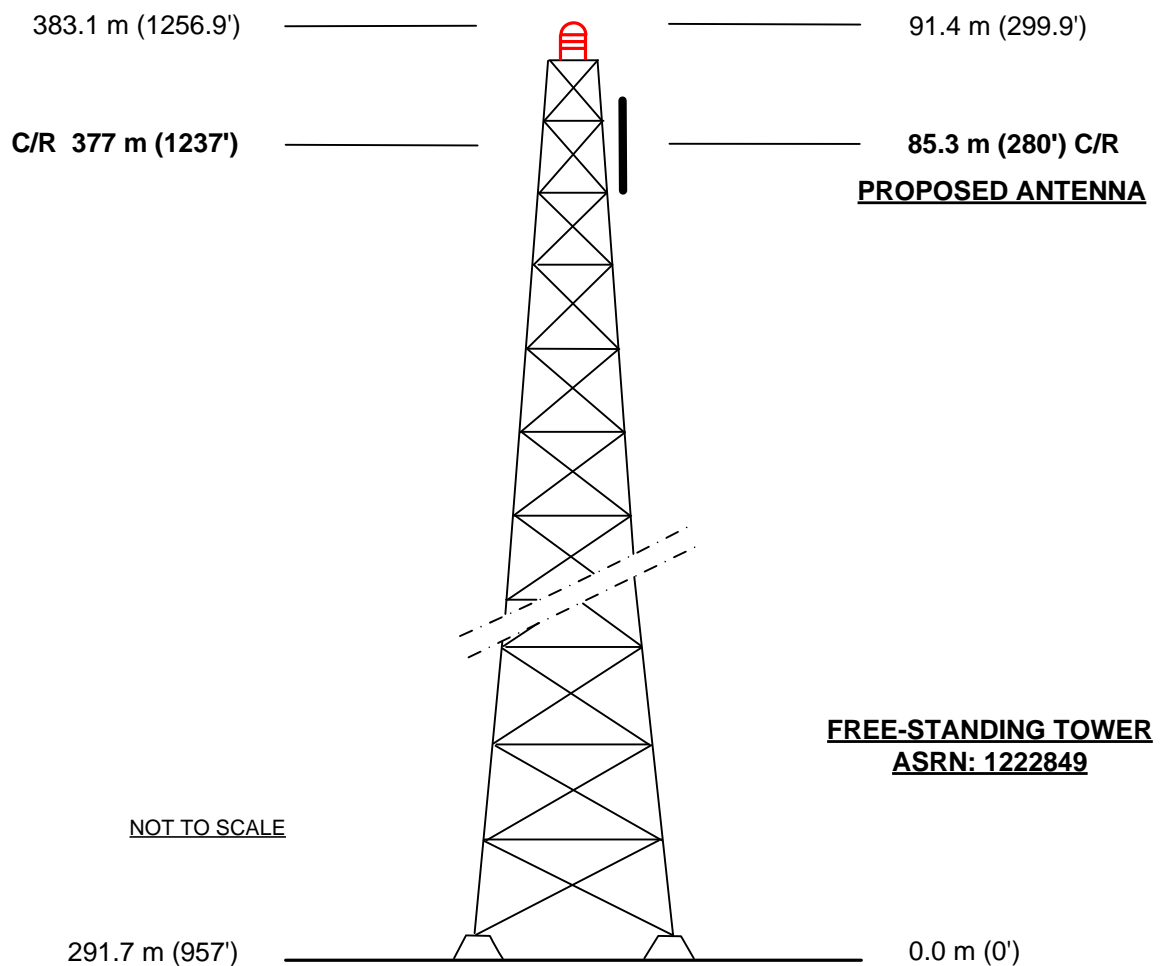 383.1 m (1256.9')
91.4 m (299.9')
C/R 377 m (1237')
85.3 m (280') C/R
PROPOSED ANTENNA
FREE-STANDING TOWER
ASRN: 1222849
NOT TO SCALE
291.7 m (957')
0.0 m (0')